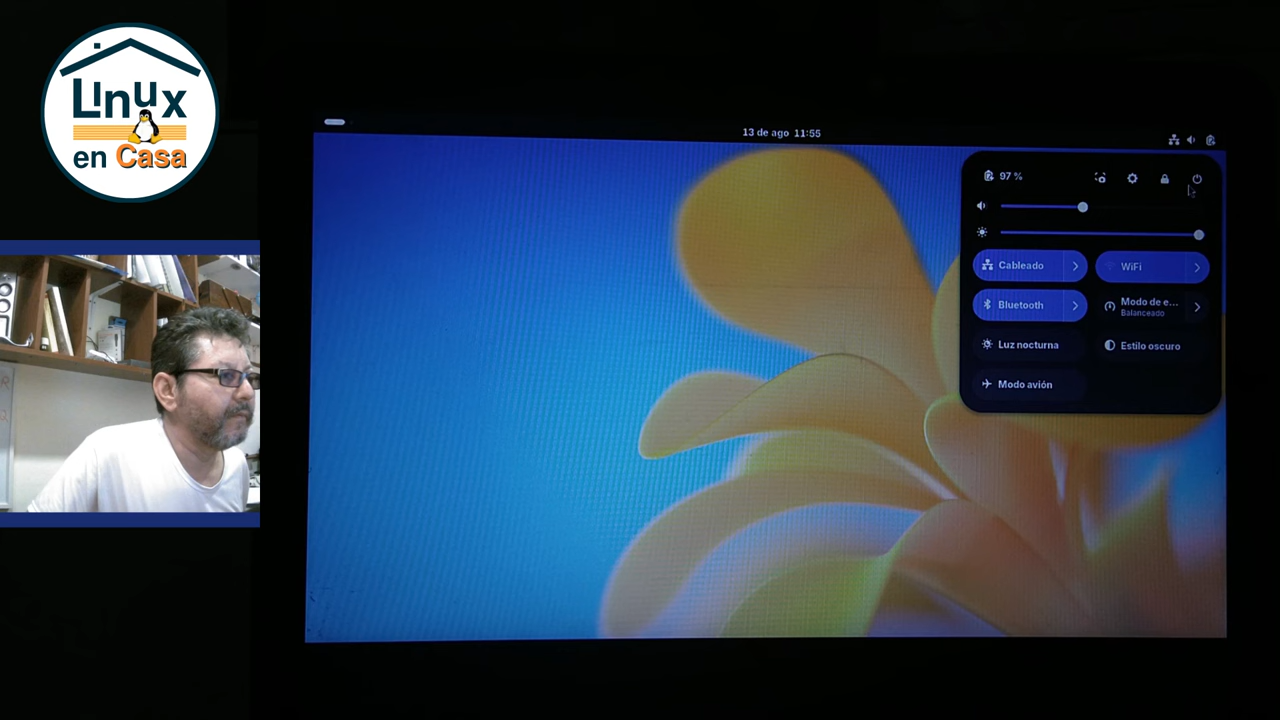 Linux
en Casa
13 de ago 11:55
97 %
Cableado
WiFi
Bluetooth
Modo de e...
Balanceado
Luz nocturna
Estilo oscuro
Modo avión